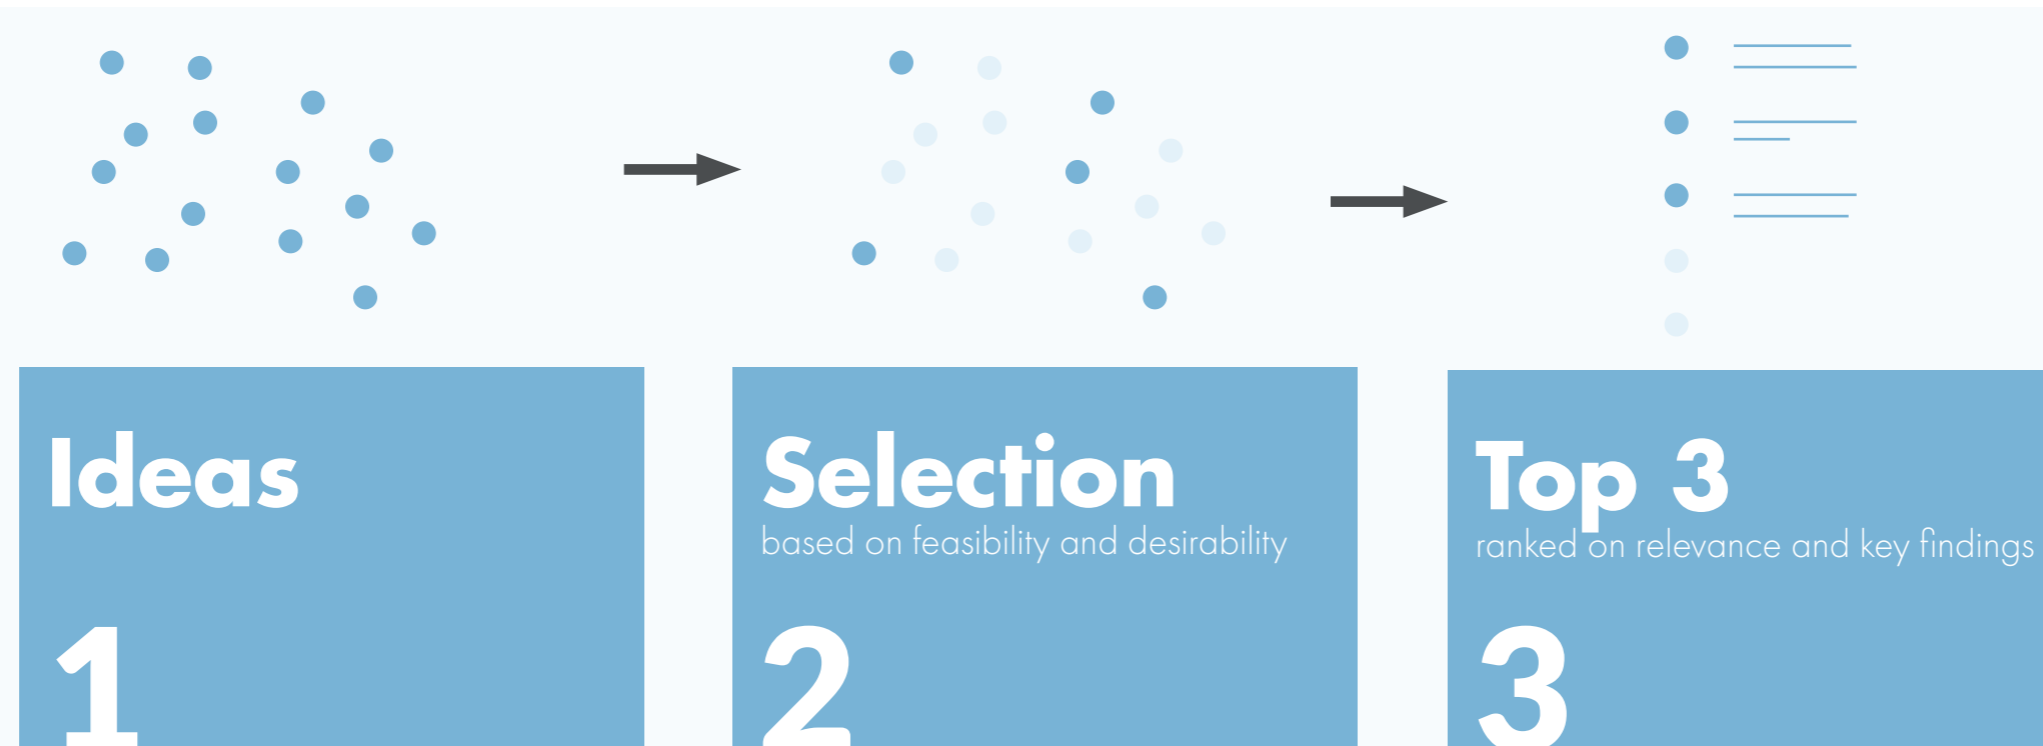 Ideas
1
Selection
based on feasibility and desirability
2
Top 3
ranked on relevance and key findings
3